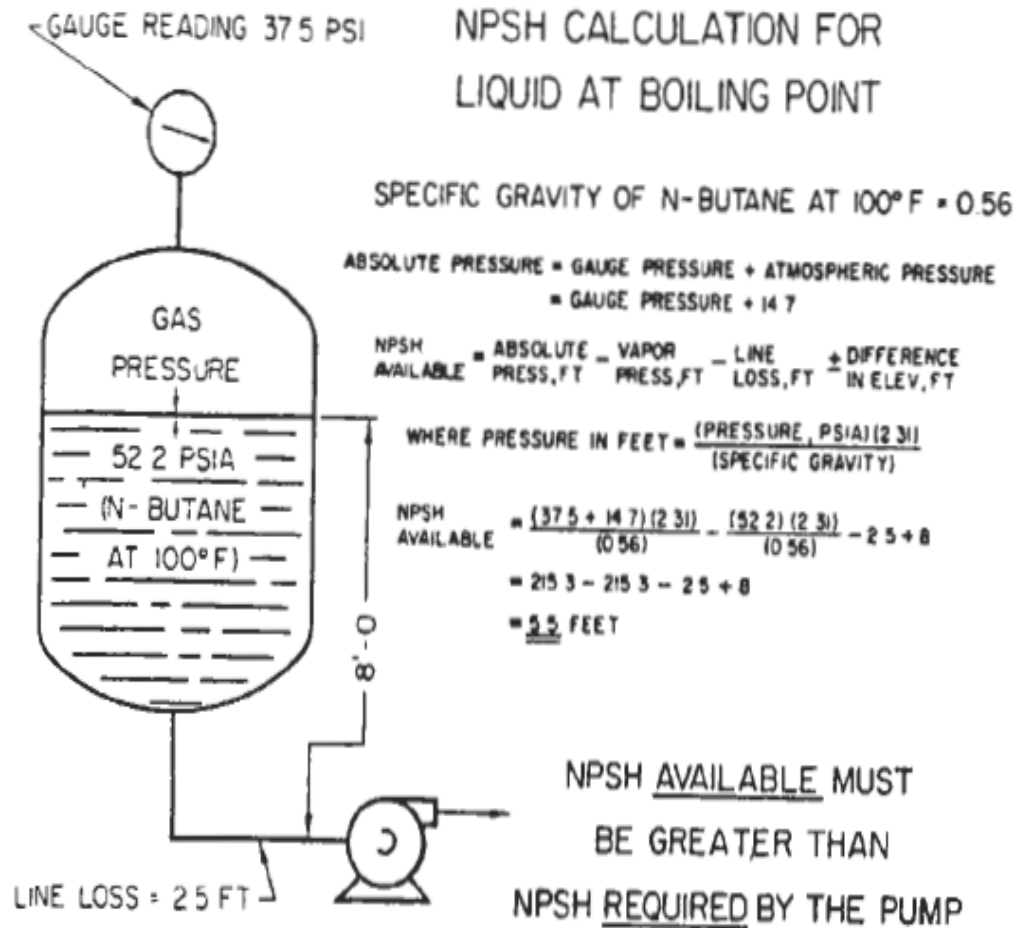 GAUGE READING 37 5 PSI
NPSH CALCULATION FOR
LIQUID AT BOILING POINT
SPECIFIC GRAVITY OF N-BUTANE AT 100° F = 0.56
ABSOLUTE PRESSURE = GAUGE PRESSURE + ATMOSPHERIC PRESSURE
= GAUGE PRESSURE + 14 7
NPSH AVAILABLE = ABSOLUTE PRESS, FT - VAPOR PRESS, FT - LINE LOSS, FT ± DIFFERENCE IN ELEV, FT
WHERE PRESSURE IN FEET = (PRESSURE, PSIA) (2 31) / (SPECIFIC GRAVITY)
NPSH AVAILABLE = (37 5 + 14 7) (2 31) / (0 56) - (52 2) (2 31) / (0 56) - 2 5 + 8
= 215 3 - 215 3 - 2 5 + 8
= 5 5 FEET
GAS
PRESSURE
52 2 PSIA
(N-BUTANE
AT 100° F)
8'-0
LINE LOSS = 2 5 FT
NPSH AVAILABLE MUST
BE GREATER THAN
NPSH REQUIRED BY THE PUMP